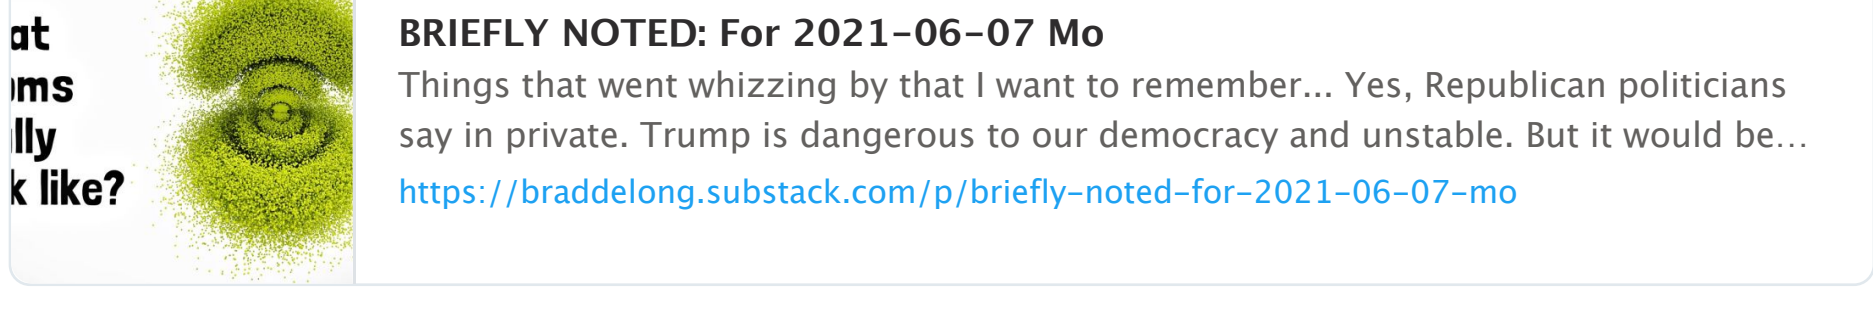 at
ms
lly
k like?
BRIEFLY NOTED: For 2021-06-07 Mo
Things that went whizzing by that I want to remember... Yes, Republican politicians
say in private. Trump is dangerous to our democracy and unstable. But it would be...
https://braddelong.substack.com/p/briefly-noted-for-2021-06-07-mo